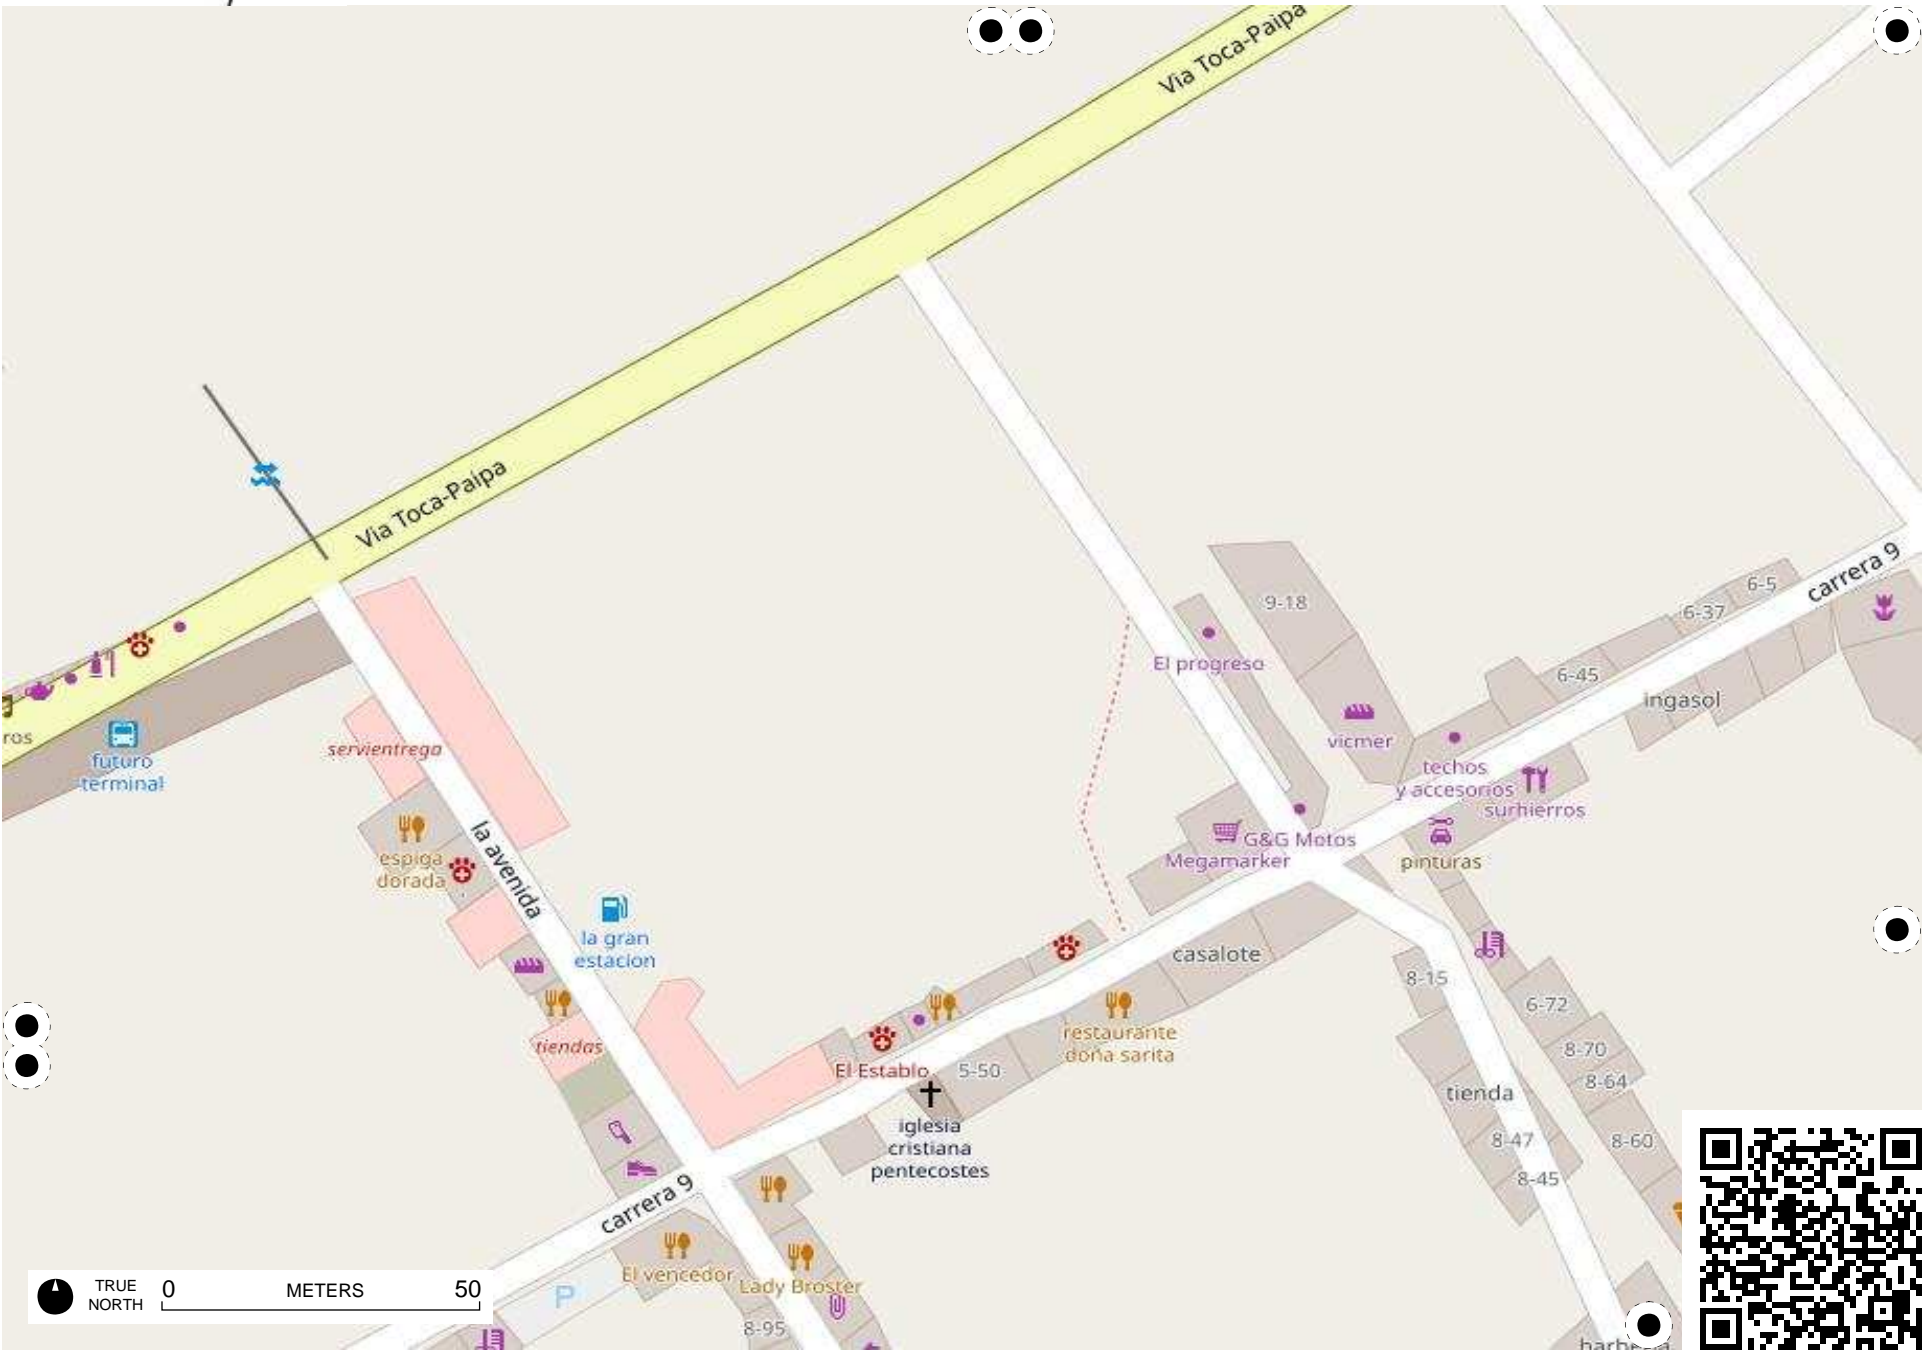 Via Toca-Paipa
Via Toca-Paipa
9-18
6-5
carrera 9
6-37
El progreso
6-45
ingasol
ros
servientrega
vicmer
futuro
terminal
techos
y accesorios
surhierros
la avenida
G&G Motos
Megamarker
pinturas
espiga
dorada
la gran
estacion
casalote
8-15
6-72
restaurante
doña sarita
tiendas
8-70
El Establo
5-50
8-64
tienda
iglesia
cristiana
pentecostes
8-47
8-60
8-45
carrera 9
El vencedor
Lady Broster
P
8-95
TRUE
NORTH
0
METERS
50